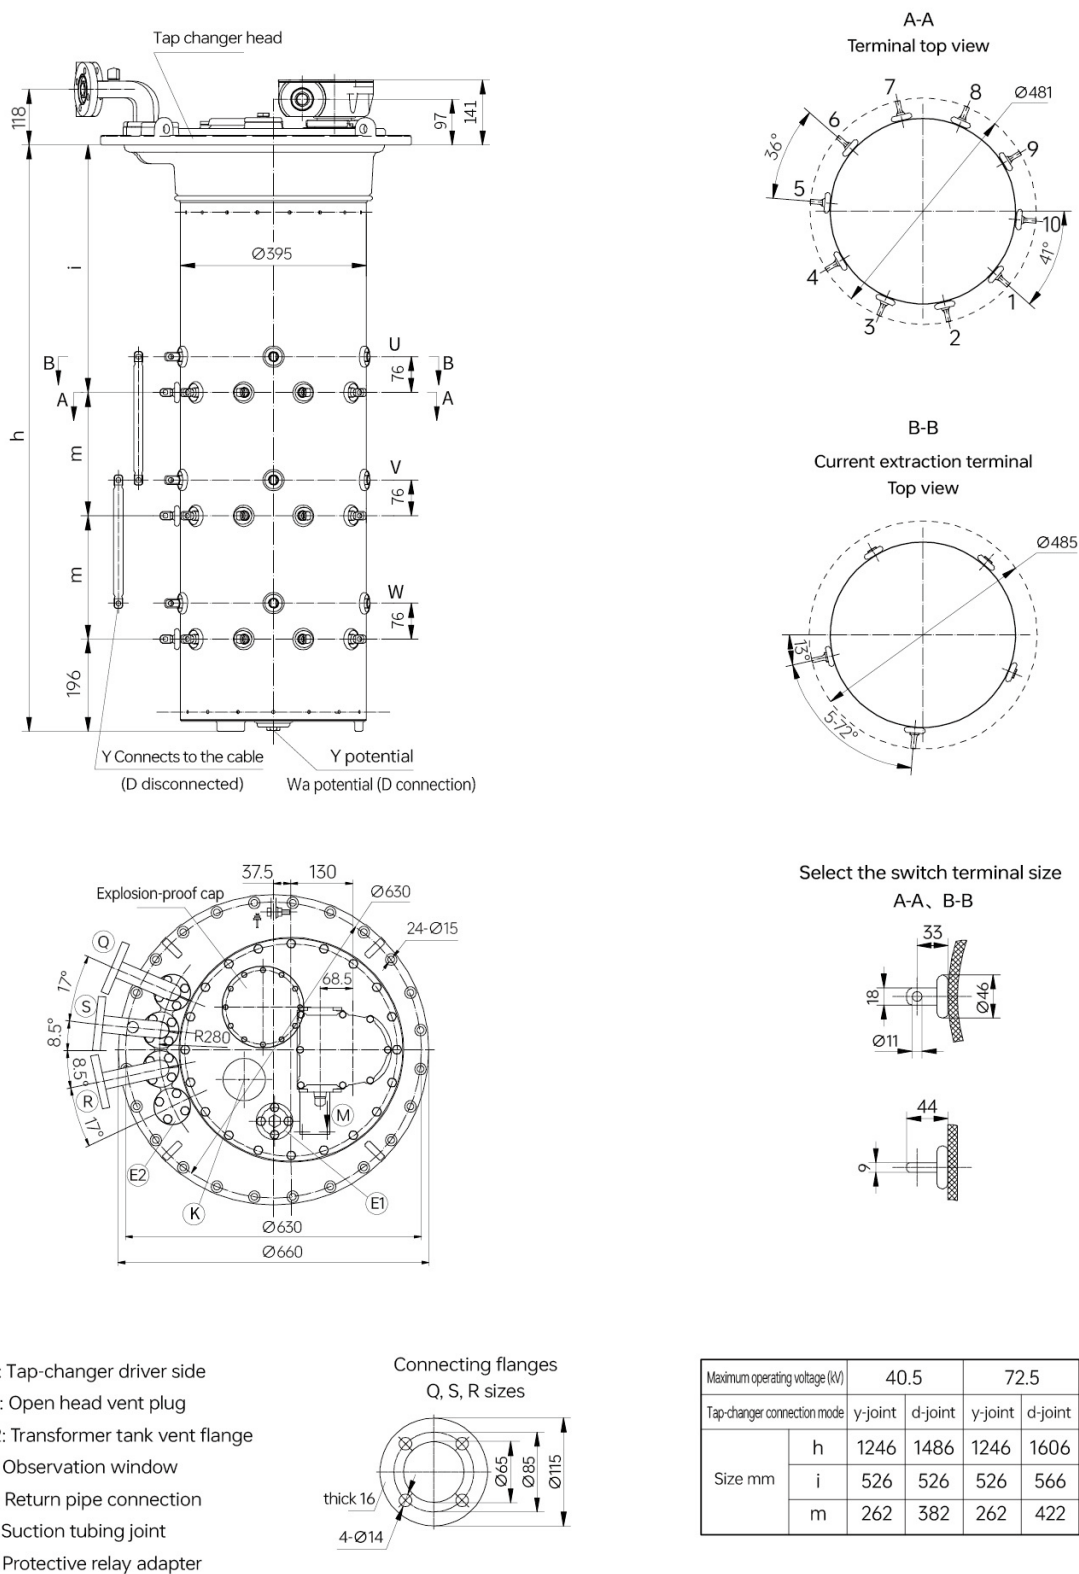 Tap changer head
118
97
141
Ø395
i
h
m
m
196
U
V
W
76
76
76
B
B
A
A
Y Connects to the cable
(D disconnected)
Y potential
Wa potential (D connection)
A-A
Terminal top view
Ø481
36°
41°
1
2
3
4
5
6
7
8
9
10
B-B
Current extraction terminal
Top view
Ø485
13°
5-72°
37.5
130
Explosion-proof cap
Ø630
24-Ø15
68.5
R280
17°
8.5°
8.5°
17°
Q
S
R
E2
K
E1
M
Ø630
Ø660
Select the switch terminal size
A-A、B-B
33
18
Ø46
Ø11
44
9
: Tap-changer driver side
: Open head vent plug
: Transformer tank vent flange
Observation window
Return pipe connection
Suction tubing joint
Protective relay adapter
Connecting flanges
Q, S, R sizes
Ø65
Ø85
Ø115
thick 16
4-Ø14
Maximum operating voltage (kV) 40.5 72.5
Tap-changer connection mode y-joint d-joint y-joint d-joint
Size mm
h 1246 1486 1246 1606
i 526 526 526 566
m 262 382 262 422